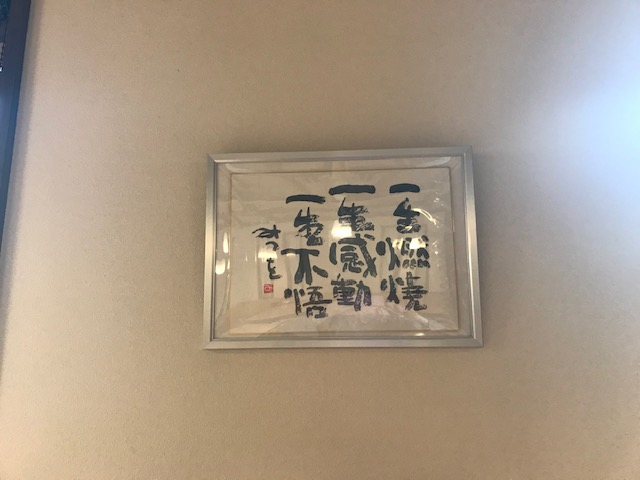 一生燃焼
一生感動
一生不悟
みつを